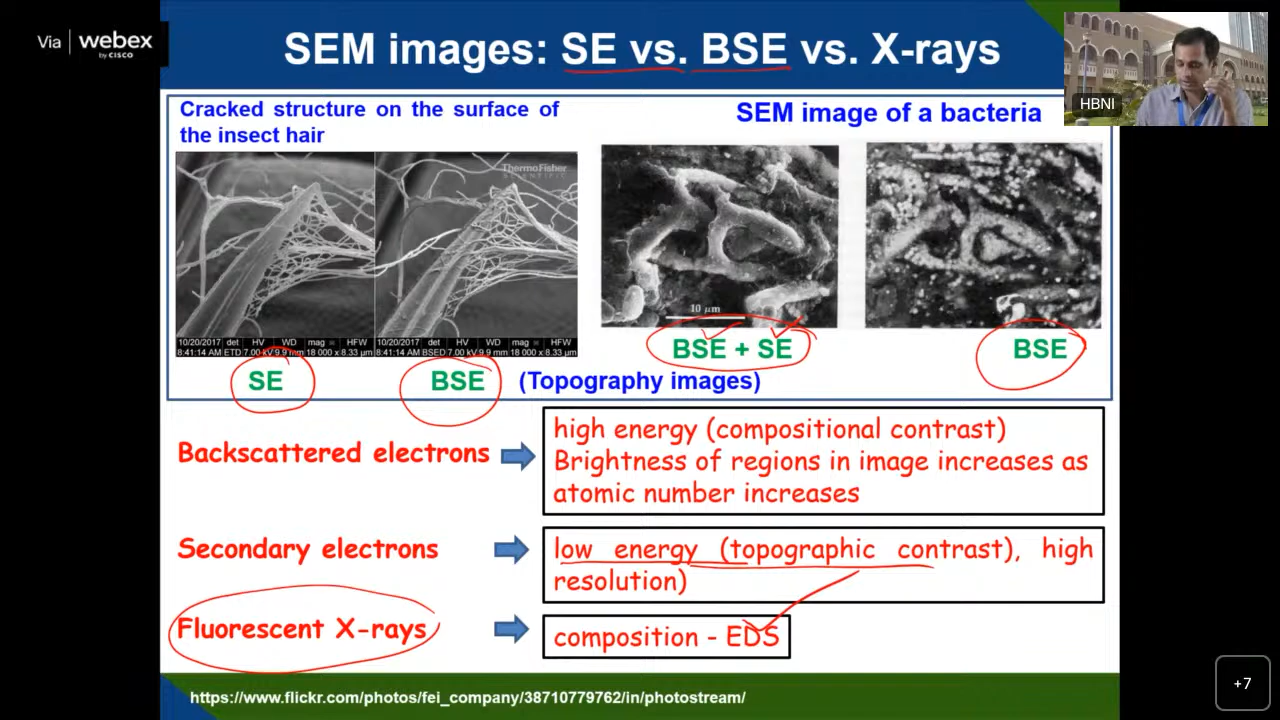 Via | webex
by CISCO
SEM images: SE vs. BSE vs. X-rays
HBNI
Cracked structure on the surface of
the insect hair
SEM image of a bacteria
ThermoFisher
SCIENTIFIC
10/20/2017 det HV WD mag HFW
8:41:14 AM ETD 7.00 kV 9.9 mm 18 000 x 8.33 µm
10/20/2017 det HV WD mag HFW
8:41:14 AM BSED 7.00 kV 9.9 mm 18 000 x 8.33 µm
10 µm
BSE + SE
BSE
SE
BSE
(Topography images)
Backscattered electrons
high energy (compositional contrast)
Brightness of regions in image increases as
atomic number increases
Secondary electrons
low energy (topographic contrast), high
resolution)
Fluorescent X-rays
composition - EDS
https://www.flickr.com/photos/fei_company/38710779762/in/photostream/
+7